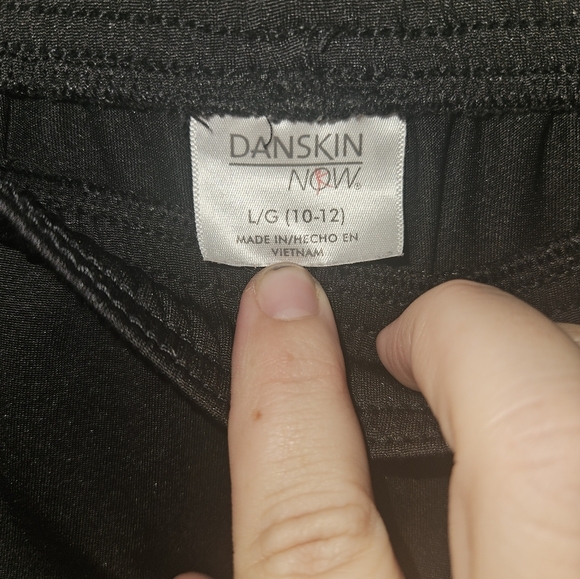 DANSKIN
NOW®
L/G (10-12)
MADE IN/HECHO EN
VIETNAM